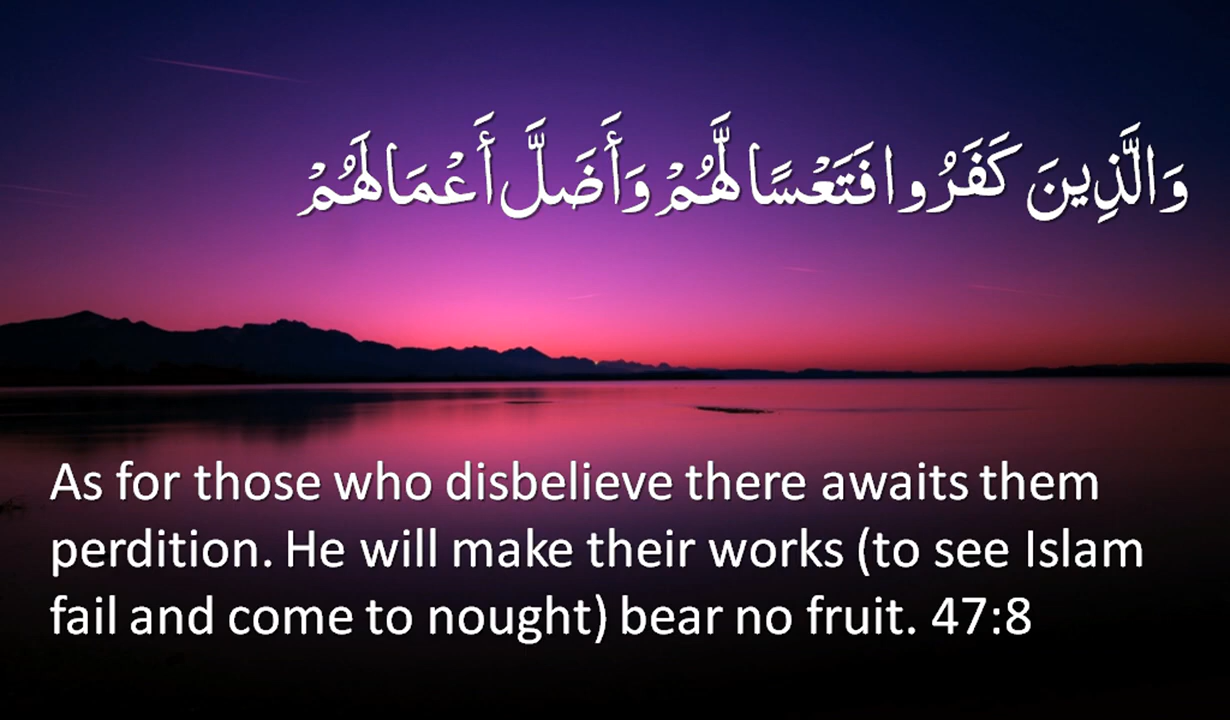 وَالَّذِينَ كَفَرُوا فَتَعْسًا لَّهُمْ وَأَضَلَّ أَعْمَالَهُمْ
As for those who disbelieve there awaits them
perdition. He will make their works (to see Islam
fail and come to nought) bear no fruit. 47:8